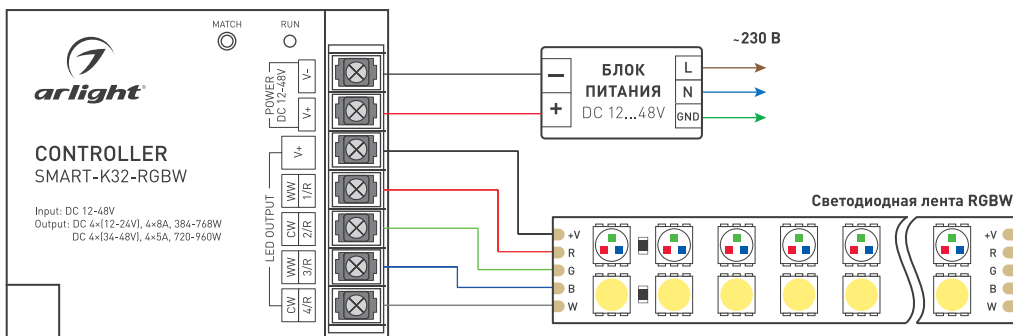 MATCH
RUN
arlight®
CONTROLLER
SMART-K32-RGBW
Input: DC 12-48V
Output: DC 4×(12-24V), 4×8A, 384-768W
DC 4×(34-48V), 4×5A, 720-960W
POWER
DC 12-48V
V-
V+
LED OUTPUT
V+
WW 1/R
CW 2/R
WW 3/R
CW 4/R
~230 В
−
+
БЛОК
ПИТАНИЯ
DC 12...48V
L
N
GND
Светодиодная лента RGBW
+V
R
G
B
W
+V
R
G
B
W